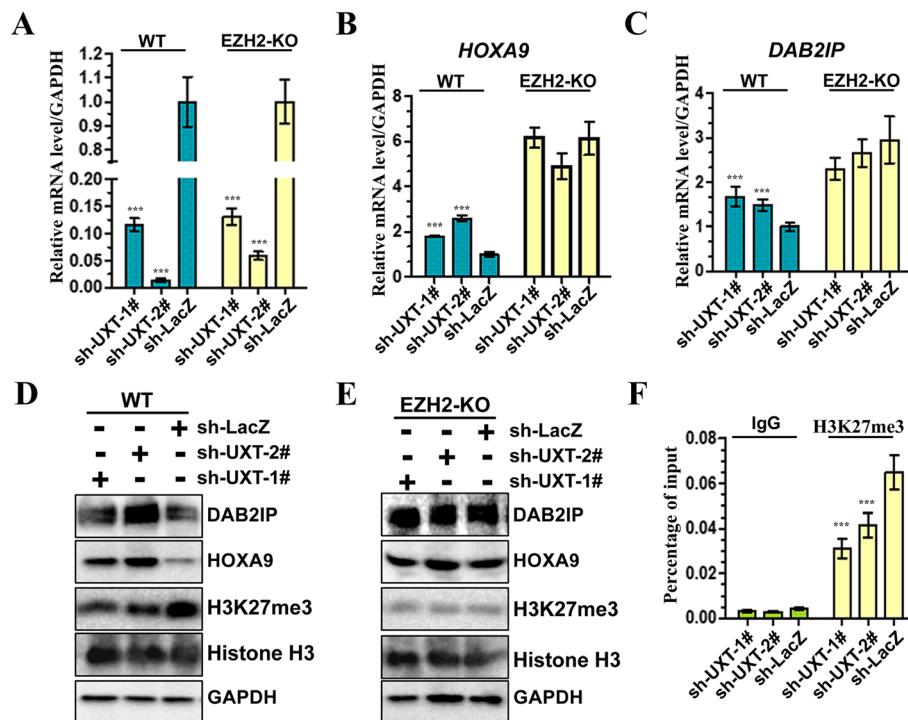 A
WT
EZH2-KO
Relative mRNA level/GAPDH
1.0
0.9
0.8
0.7
0.6
0.5
0.20
0.15
0.10
0.05
0.00
***
***
***
***
sh-UXT-1#
sh-UXT-2#
sh-LacZ
sh-UXT-1#
sh-UXT-2#
sh-LacZ
B
HOXA9
WT
EZH2-KO
Relative mRNA level/GAPDH
8
6
4
2
0
***
***
sh-UXT-1#
sh-UXT-2#
sh-LacZ
sh-UXT-1#
sh-UXT-2#
sh-LacZ
C
DAB2IP
WT
EZH2-KO
Relative mRNA level/GAPDH
4
3
2
1
0
***
***
sh-UXT-1#
sh-UXT-2#
sh-LacZ
sh-UXT-1#
sh-UXT-2#
sh-LacZ
D
WT
- - + sh-LacZ
- + - sh-UXT-2#
+ - - sh-UXT-1#
DAB2IP
HOXA9
H3K27me3
Histone H3
GAPDH
E
EZH2-KO
- - + sh-LacZ
- + - sh-UXT-2#
+ - - sh-UXT-1#
DAB2IP
HOXA9
H3K27me3
Histone H3
GAPDH
F
IgG
H3K27me3
Percentage of input
0.08
0.06
0.04
0.02
0.00
***
***
sh-UXT-1#
sh-UXT-2#
sh-LacZ
sh-UXT-1#
sh-UXT-2#
sh-LacZ